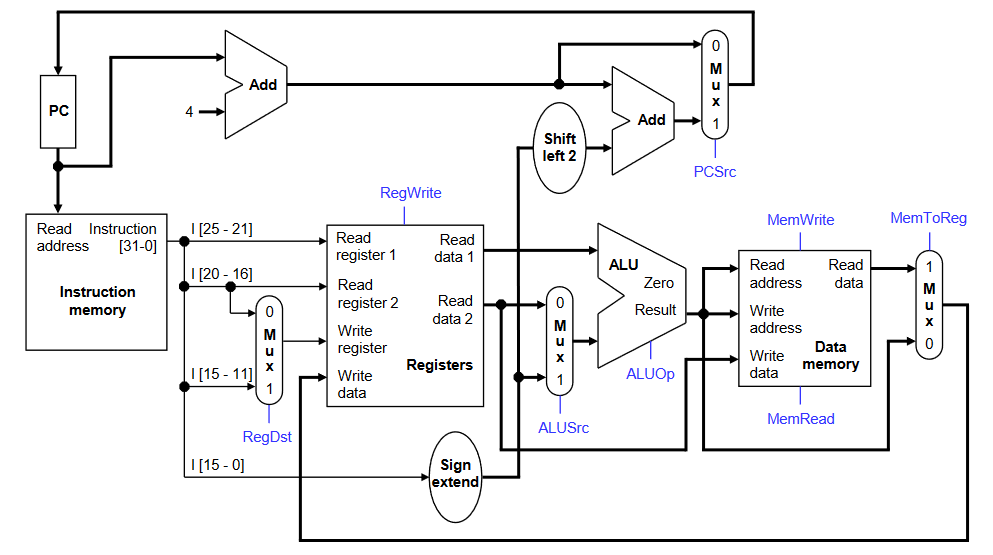 0
M
u
x
1
Add
PC
4
Add
Shift
left 2
PCSrc
RegWrite
MemWrite
MemToReg
Read
address
Instruction
[31-0]
Instruction
memory
I [25 - 21]
I [20 - 16]
0
M
u
x
1
I [15 - 11]
RegDst
I [15 - 0]
Read
register 1
Read
data 1
Read
register 2
Read
data 2
Write
register
Registers
Write
data
0
M
u
x
1
ALUSrc
ALU
Zero
Result
ALUOp
Read
address
Read
data
Write
address
Write
data
Data
memory
MemRead
1
M
u
x
0
Sign
extend